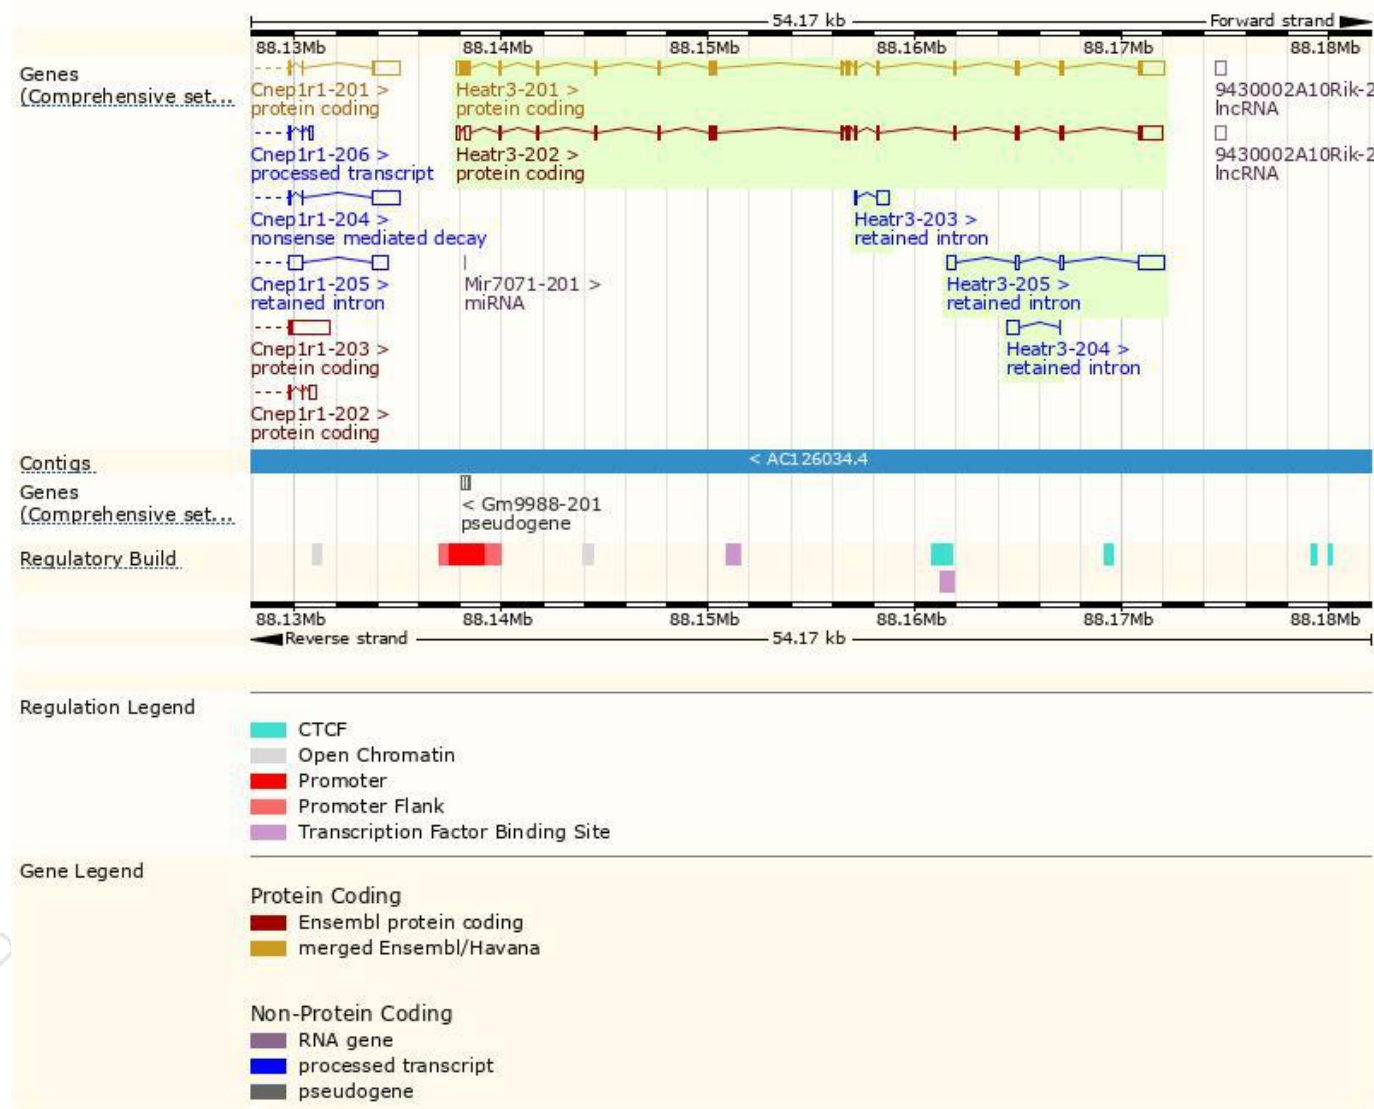 54.17 kb Forward strand
88.13Mb 88.14Mb 88.15Mb 88.16Mb 88.17Mb 88.18Mb
Genes
(Comprehensive set...
Cnep1r1-201 > Heatr3-201 > 9430002A10Rik-2
protein coding protein coding lncRNA
Cnep1r1-206 > Heatr3-202 > 9430002A10Rik-2
processed transcript protein coding lncRNA
Cnep1r1-204 > Heatr3-203 >
nonsense mediated decay retained intron
Cnep1r1-205 > Mir7071-201 > Heatr3-205 >
retained intron miRNA retained intron
Cnep1r1-203 > Heatr3-204 >
protein coding retained intron
Cnep1r1-202 >
protein coding
Contigs < AC126034.4
Genes
(Comprehensive set...
< Gm9988-201
pseudogene
Regulatory Build
88.13Mb 88.14Mb 88.15Mb 88.16Mb 88.17Mb 88.18Mb
Reverse strand 54.17 kb
Regulation Legend
CTCF
Open Chromatin
Promoter
Promoter Flank
Transcription Factor Binding Site
Gene Legend
Protein Coding
Ensembl protein coding
merged Ensembl/Havana
Non-Protein Coding
RNA gene
processed transcript
pseudogene